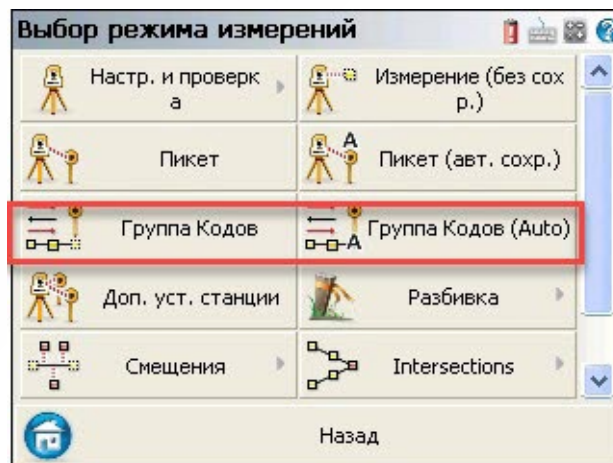 Выбор режима измерений
Настр. и проверк
а
Измерение (без сох
р.)
Пикет
A
Пикет (авт. сохр.)
Группа Кодов
A
Группа Кодов (Auto)
Доп. уст. станции
Разбивка
Смещения
Intersections
Назад